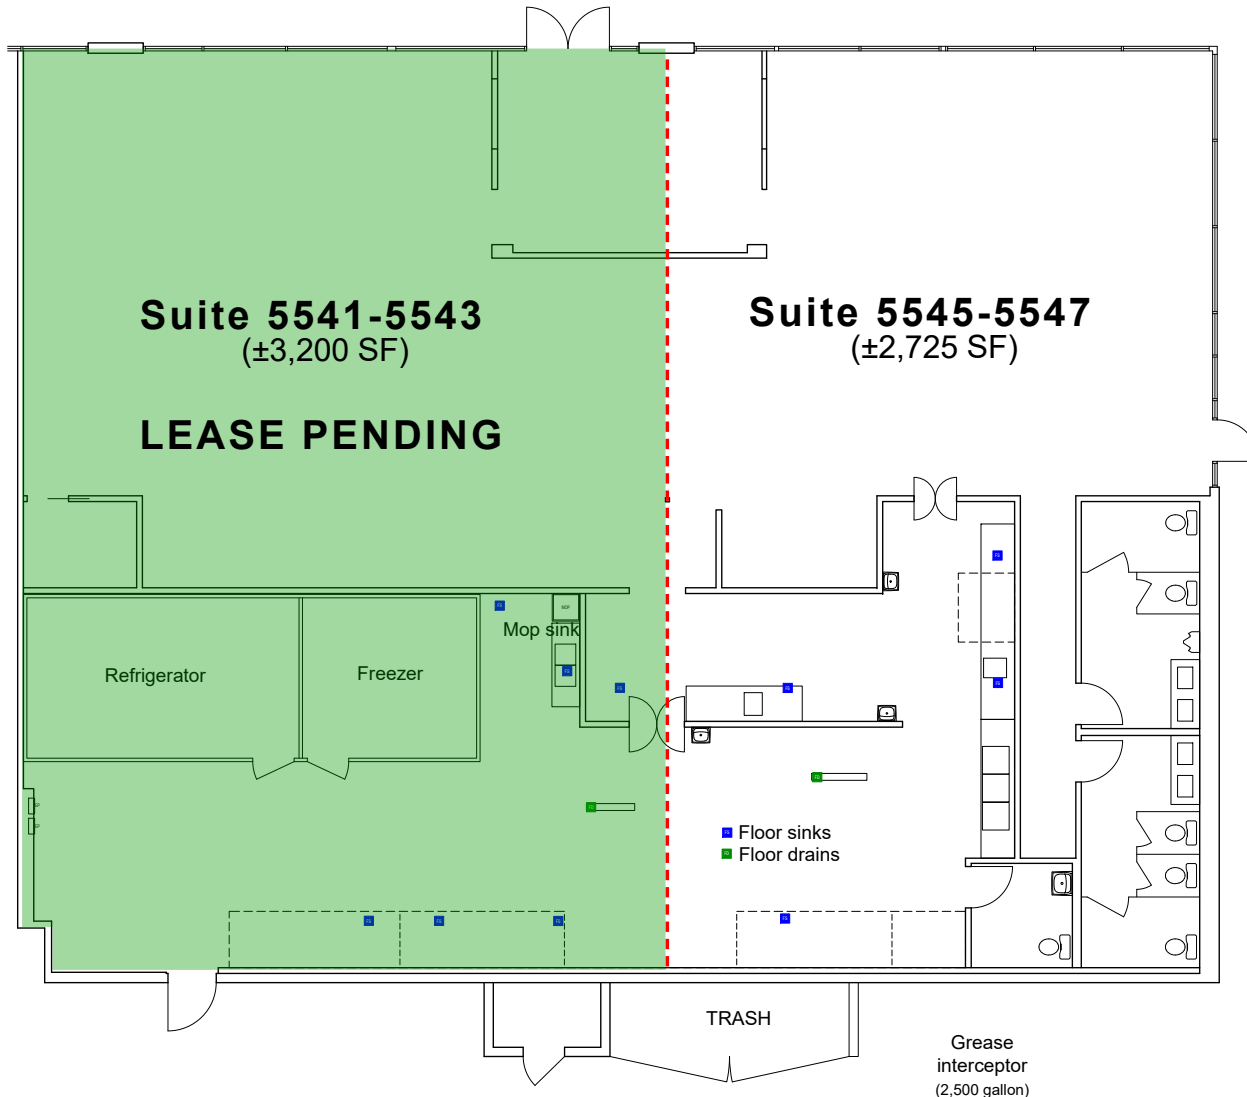 Suite 5541-5543
(±3,200 SF)
LEASE PENDING
Suite 5545-5547
(±2,725 SF)
Mop sink
Refrigerator
Freezer
Floor sinks
Floor drains
TRASH
Grease
interceptor
(2,500 gallon)